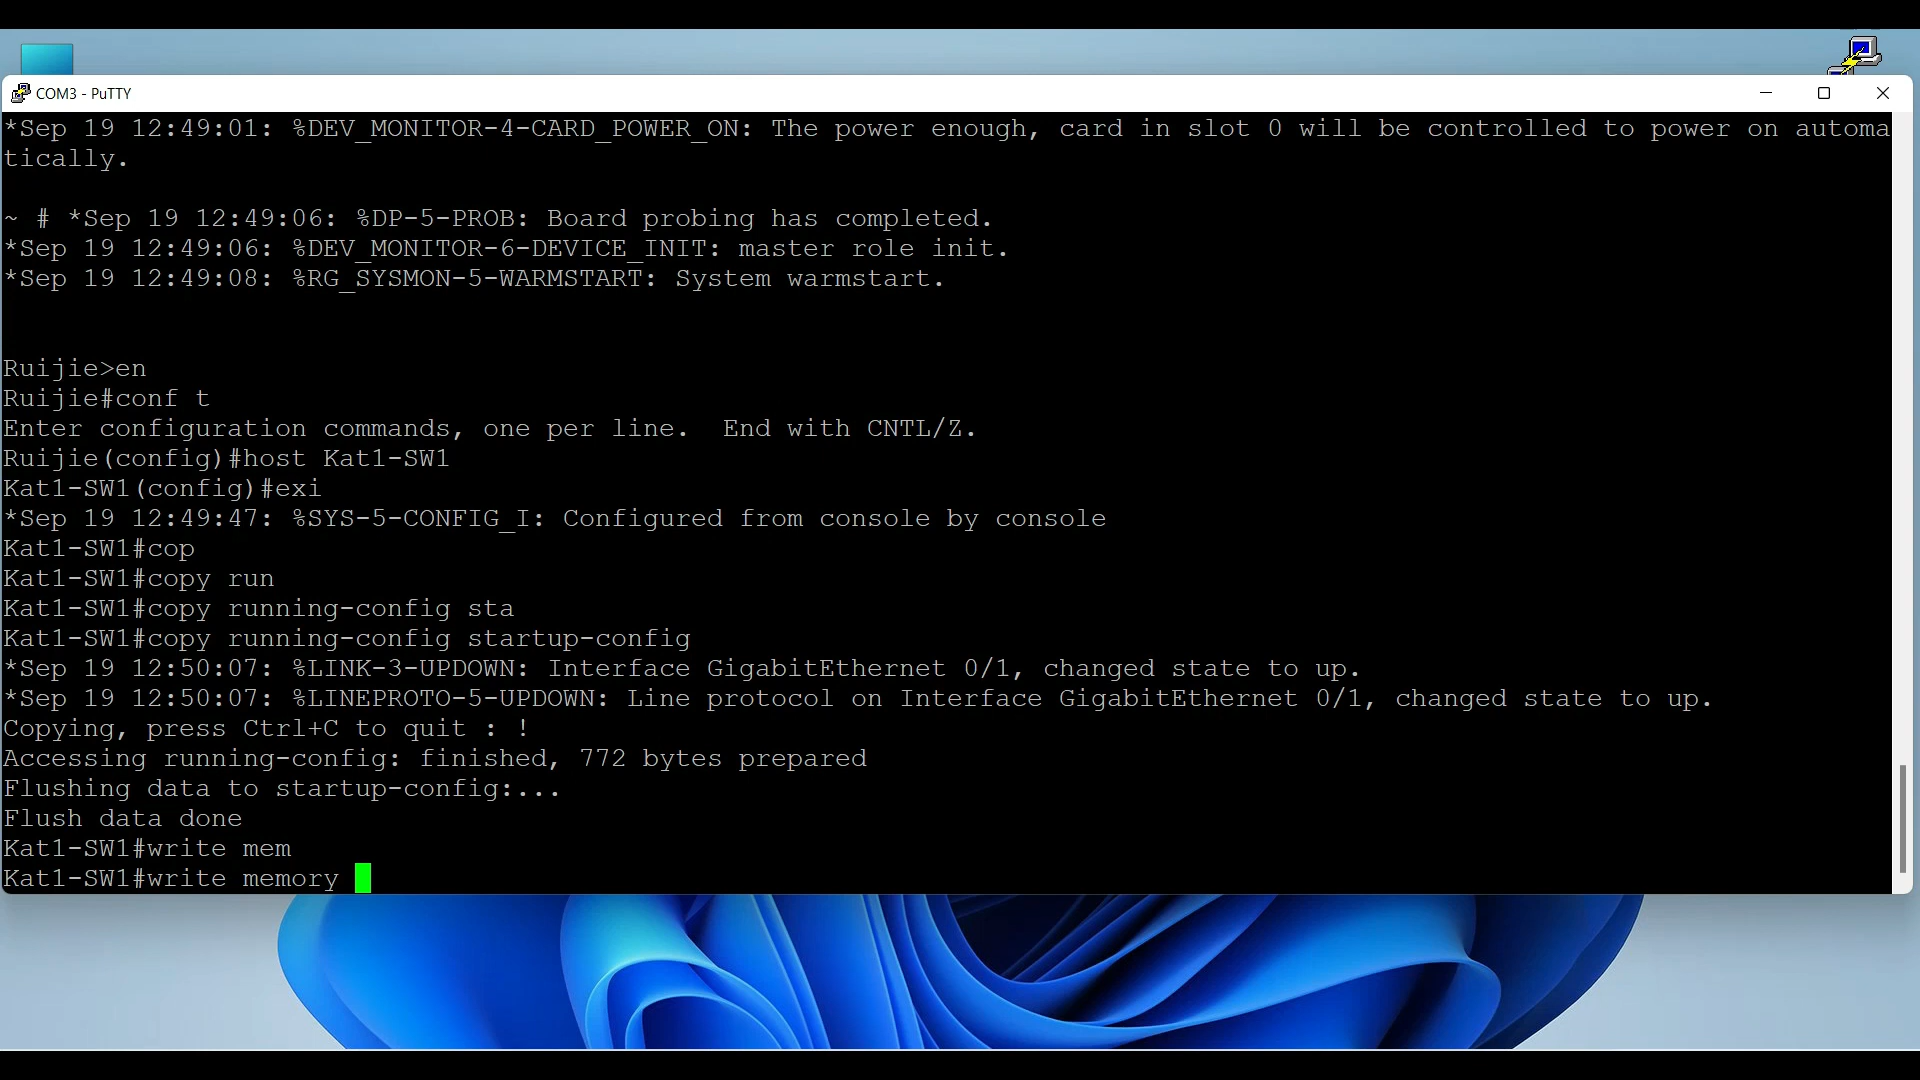 COM3 - PuTTY
*Sep 19 12:49:01: %DEV_MONITOR-4-CARD_POWER_ON: The power enough, card in slot 0 will be controlled to power on automa
tically.
~ # *Sep 19 12:49:06: %DP-5-PROB: Board probing has completed.
*Sep 19 12:49:06: %DEV_MONITOR-6-DEVICE_INIT: master role init.
*Sep 19 12:49:08: %RG_SYSMON-5-WARMSTART: System warmstart.
Ruijie>en
Ruijie#conf t
Enter configuration commands, one per line.  End with CNTL/Z.
Ruijie(config)#host Kat1-SW1
Kat1-SW1(config)#exi
*Sep 19 12:49:47: %SYS-5-CONFIG_I: Configured from console by console
Kat1-SW1#cop
Kat1-SW1#copy run
Kat1-SW1#copy running-config sta
Kat1-SW1#copy running-config startup-config
*Sep 19 12:50:07: %LINK-3-UPDOWN: Interface GigabitEthernet 0/1, changed state to up.
*Sep 19 12:50:07: %LINEPROTO-5-UPDOWN: Line protocol on Interface GigabitEthernet 0/1, changed state to up.
Copying, press Ctrl+C to quit : !
Accessing running-config: finished, 772 bytes prepared
Flushing data to startup-config:...
Flush data done
Kat1-SW1#write mem
Kat1-SW1#write memory